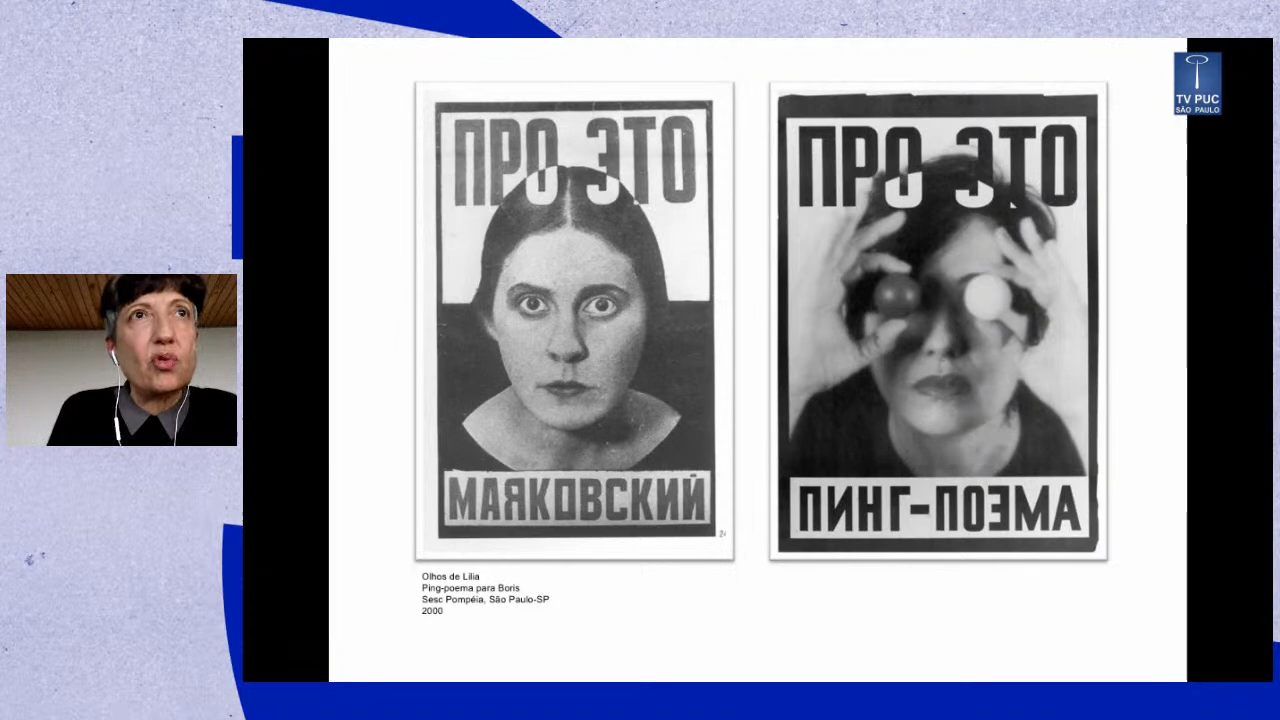 TV PUC
SÃO PAULO
ПРО ЭТО
МАЯКОВСКИЙ
ПРО ЭТО
ПИНГ-ПОЭМА
Olhos de Lilia
Ping-poema para Boris
Sesc Pompéia, São Paulo-SP
2000